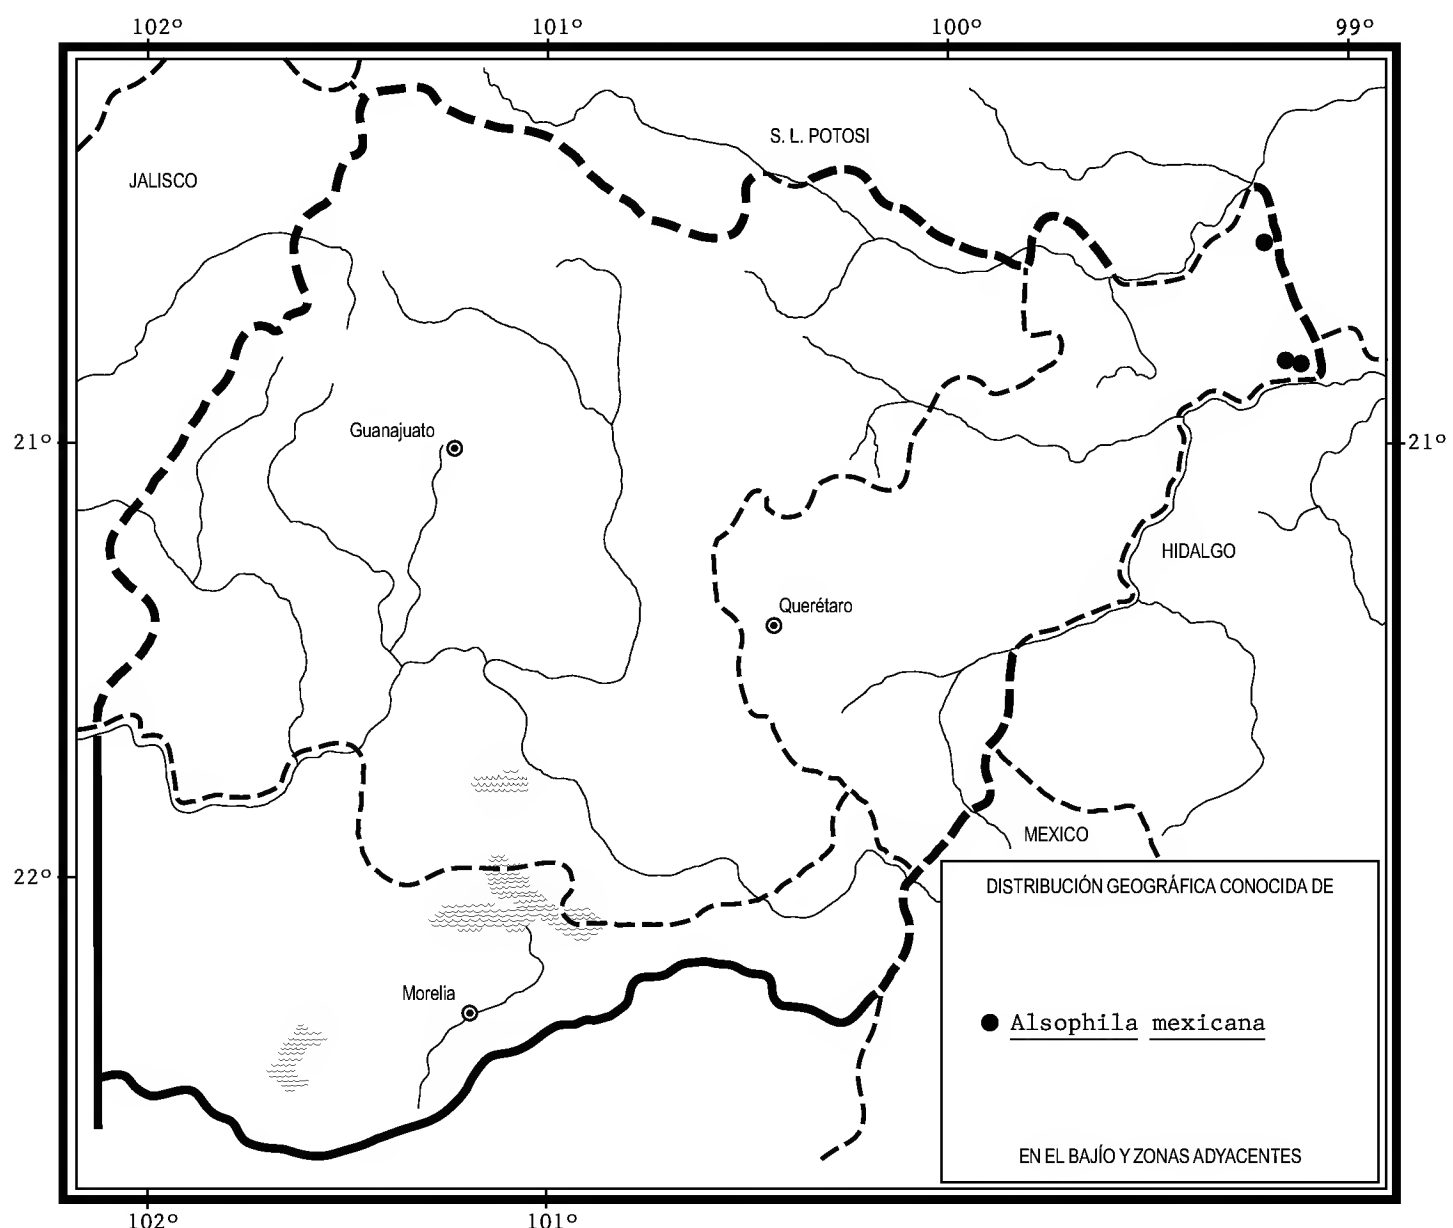 102º 101º 100º 99º
S. L. POTOSI
JALISCO
Guanajuato
21º 21º
HIDALGO
Querétaro
MEXICO
22º
DISTRIBUCIÓN GEOGRÁFICA CONOCIDA DE
Morelia
Alsophila mexicana
EN EL BAJÍO Y ZONAS ADYACENTES
102º 101º